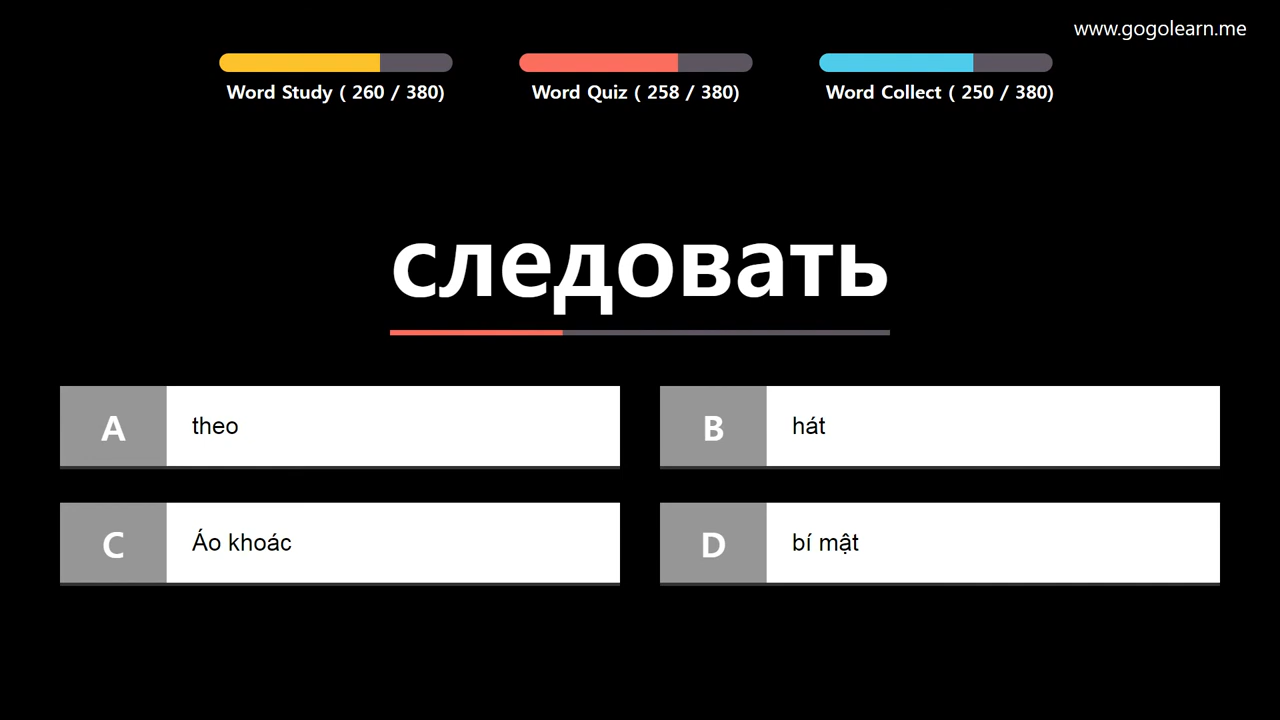 www.gogolearn.me
Word Study ( 260 / 380)
Word Quiz ( 258 / 380)
Word Collect ( 250 / 380)
следовать
A theo
B hát
C Áo khoác
D bí mật